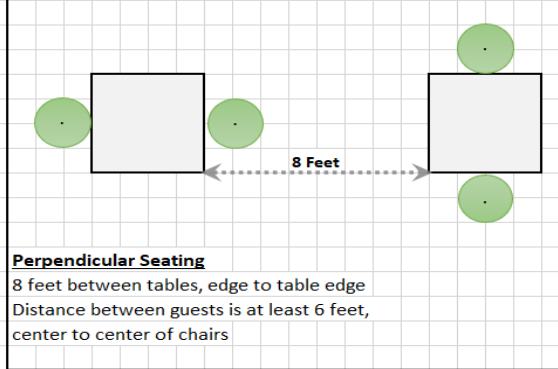 8 Feet
Perpendicular Seating
8 feet between tables, edge to table edge
Distance between guests is at least 6 feet,
center to center of chairs